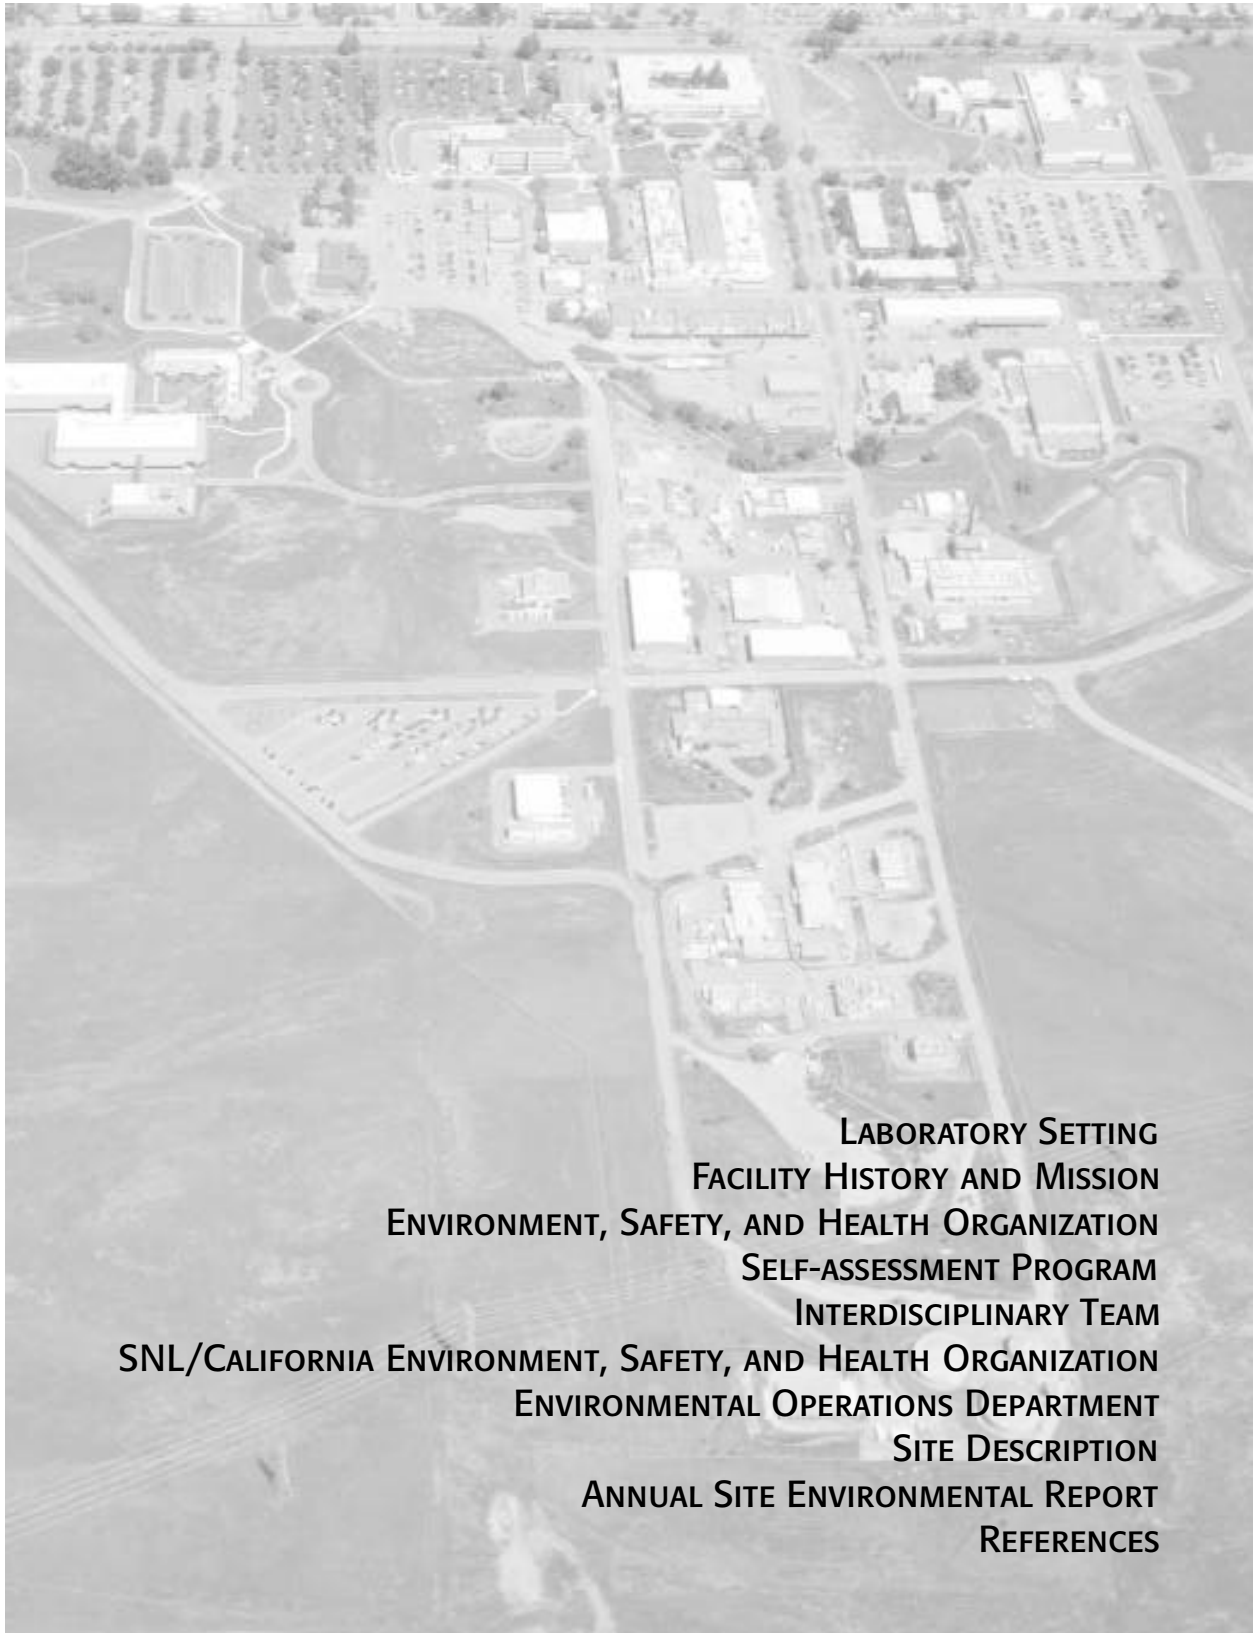 LABORATORY SETTING
FACILITY HISTORY AND MISSION
ENVIRONMENT, SAFETY, AND HEALTH ORGANIZATION
SELF-ASSESSMENT PROGRAM
INTERDISCIPLINARY TEAM
SNL/CALIFORNIA ENVIRONMENT, SAFETY, AND HEALTH ORGANIZATION
ENVIRONMENTAL OPERATIONS DEPARTMENT
SITE DESCRIPTION
ANNUAL SITE ENVIRONMENTAL REPORT
REFERENCES